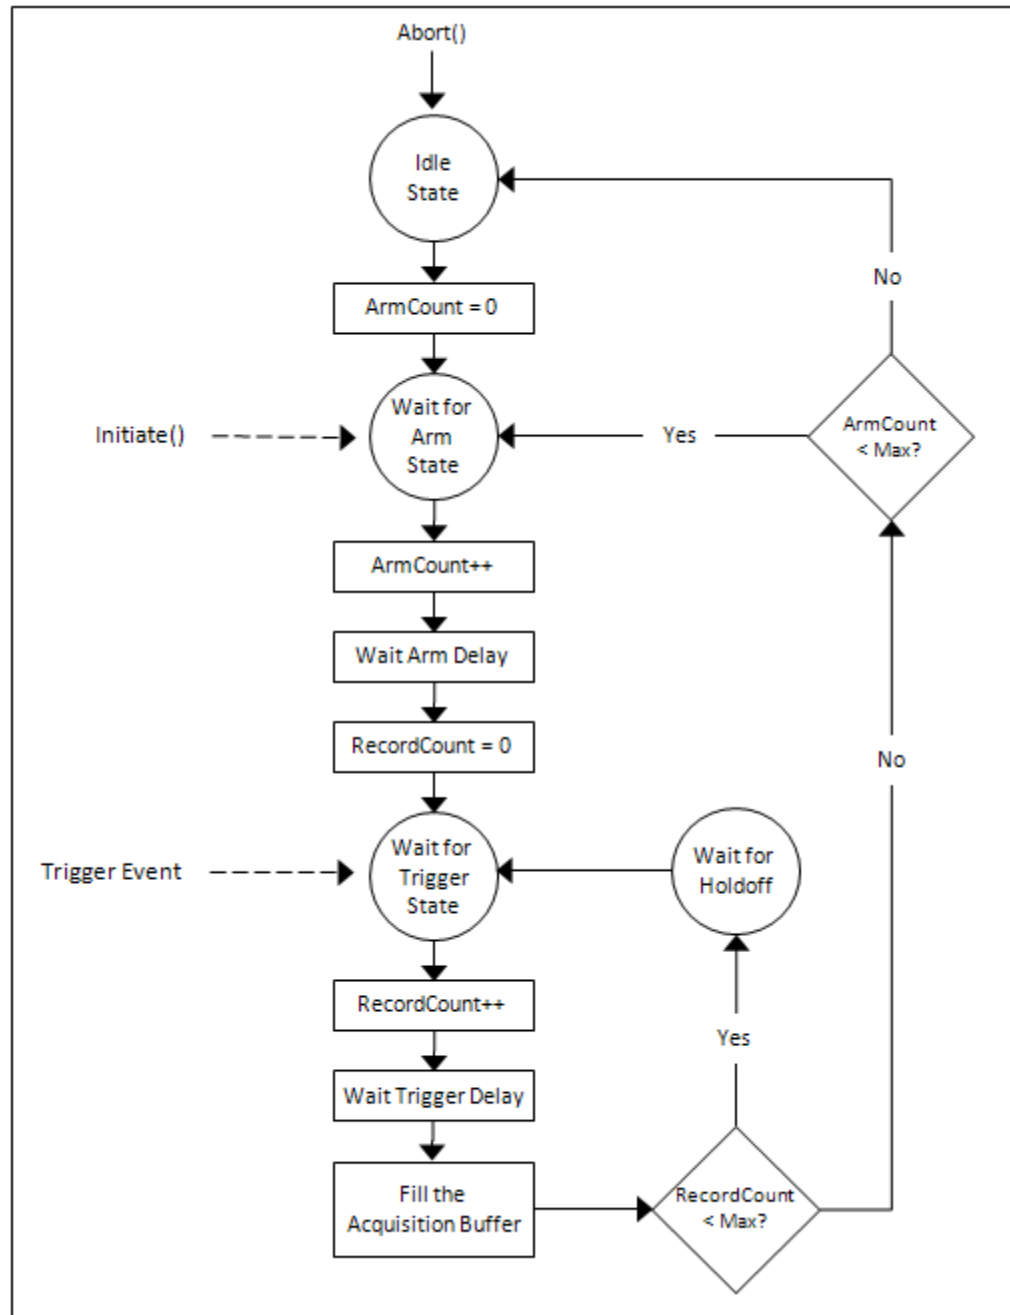 Abort()
Idle
State
No
ArmCount = 0
Wait for
Arm
State
Initiate()
Yes
ArmCount
< Max?
ArmCount++
Wait Arm Delay
RecordCount = 0
No
Wait for
Trigger
State
Trigger Event
Wait for
Holdoff
RecordCount++
Yes
Wait Trigger Delay
Fill the
Acquisition Buffer
RecordCount
< Max?